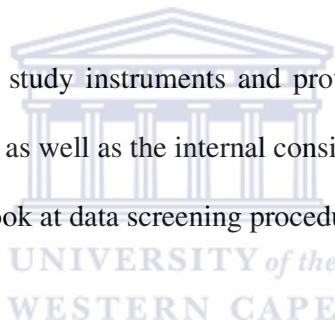 study instruments and pro
as well as the internal consi
ook at data screening procedu
UNIVERSITY of the
WESTERN CAPE